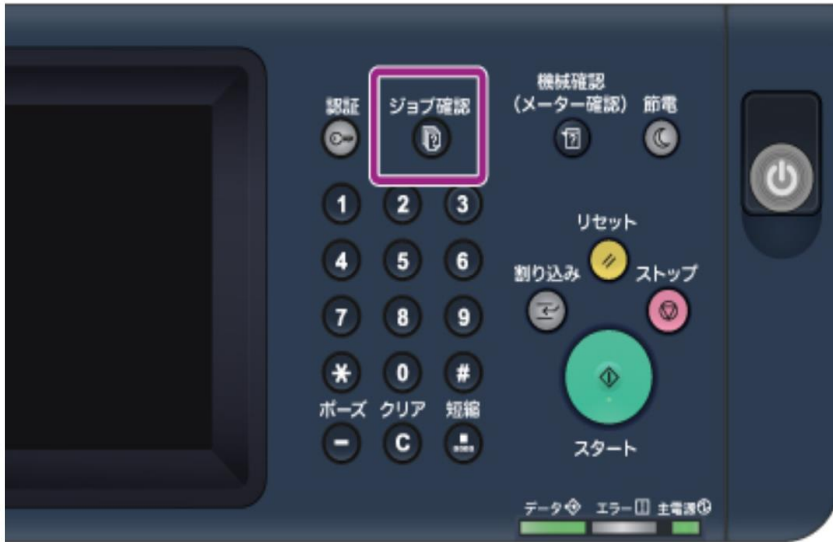 機械確認
認証 ジョブ確認 (メーター確認) 節電
1 2 3
リセット
4 5 6
割り込み ストップ
7 8 9
* 0 #
ポーズ クリア 短縮
- C
スタート
データ エラー 主電源